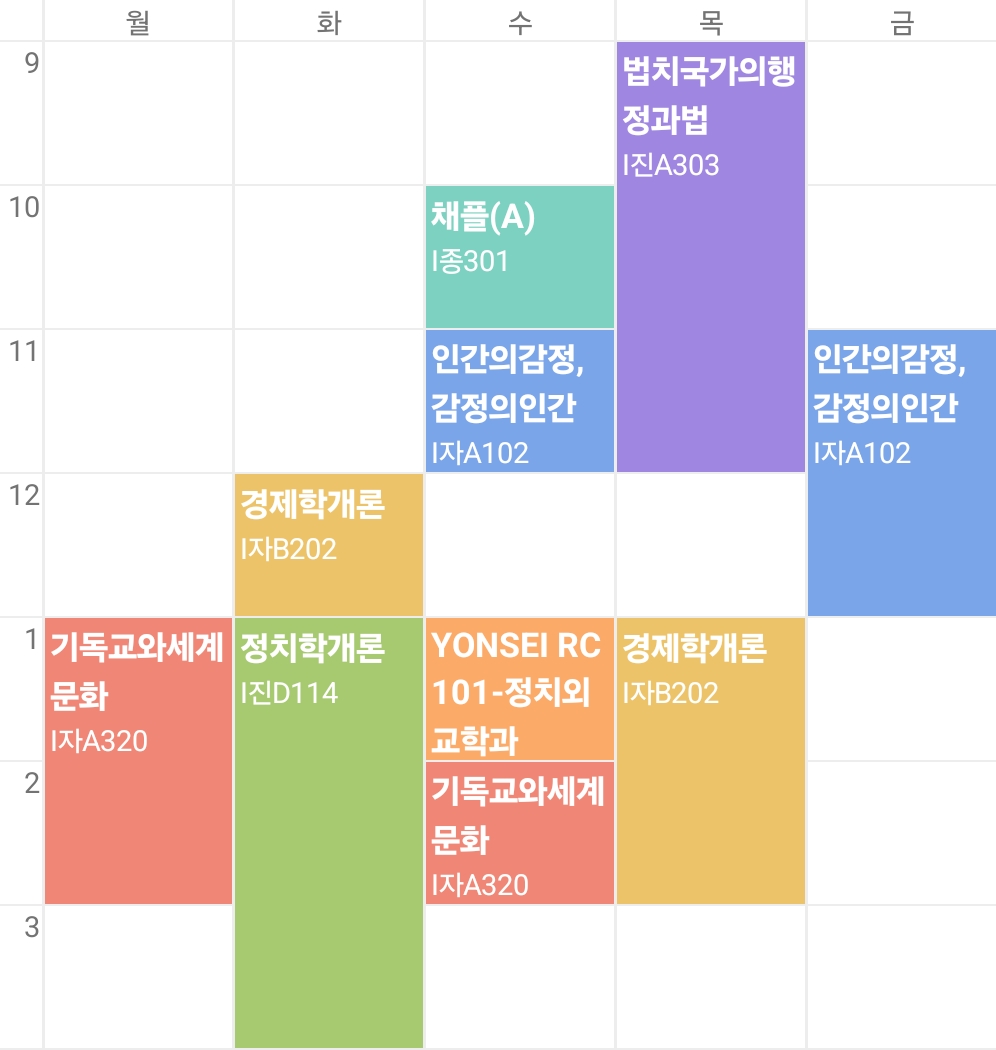 월 화 수 목 금
9
법치국가의행
정과법
I진A303
10
채플(A)
I종301
11
인간의감정,
감정의인간
I자A102
인간의감정,
감정의인간
I자A102
12
경제학개론
I자B202
1
기독교와세계
문화
I자A320
정치학개론
I진D114
YONSEI RC
101-정치외
교학과
경제학개론
I자B202
2
기독교와세계
문화
I자A320
3